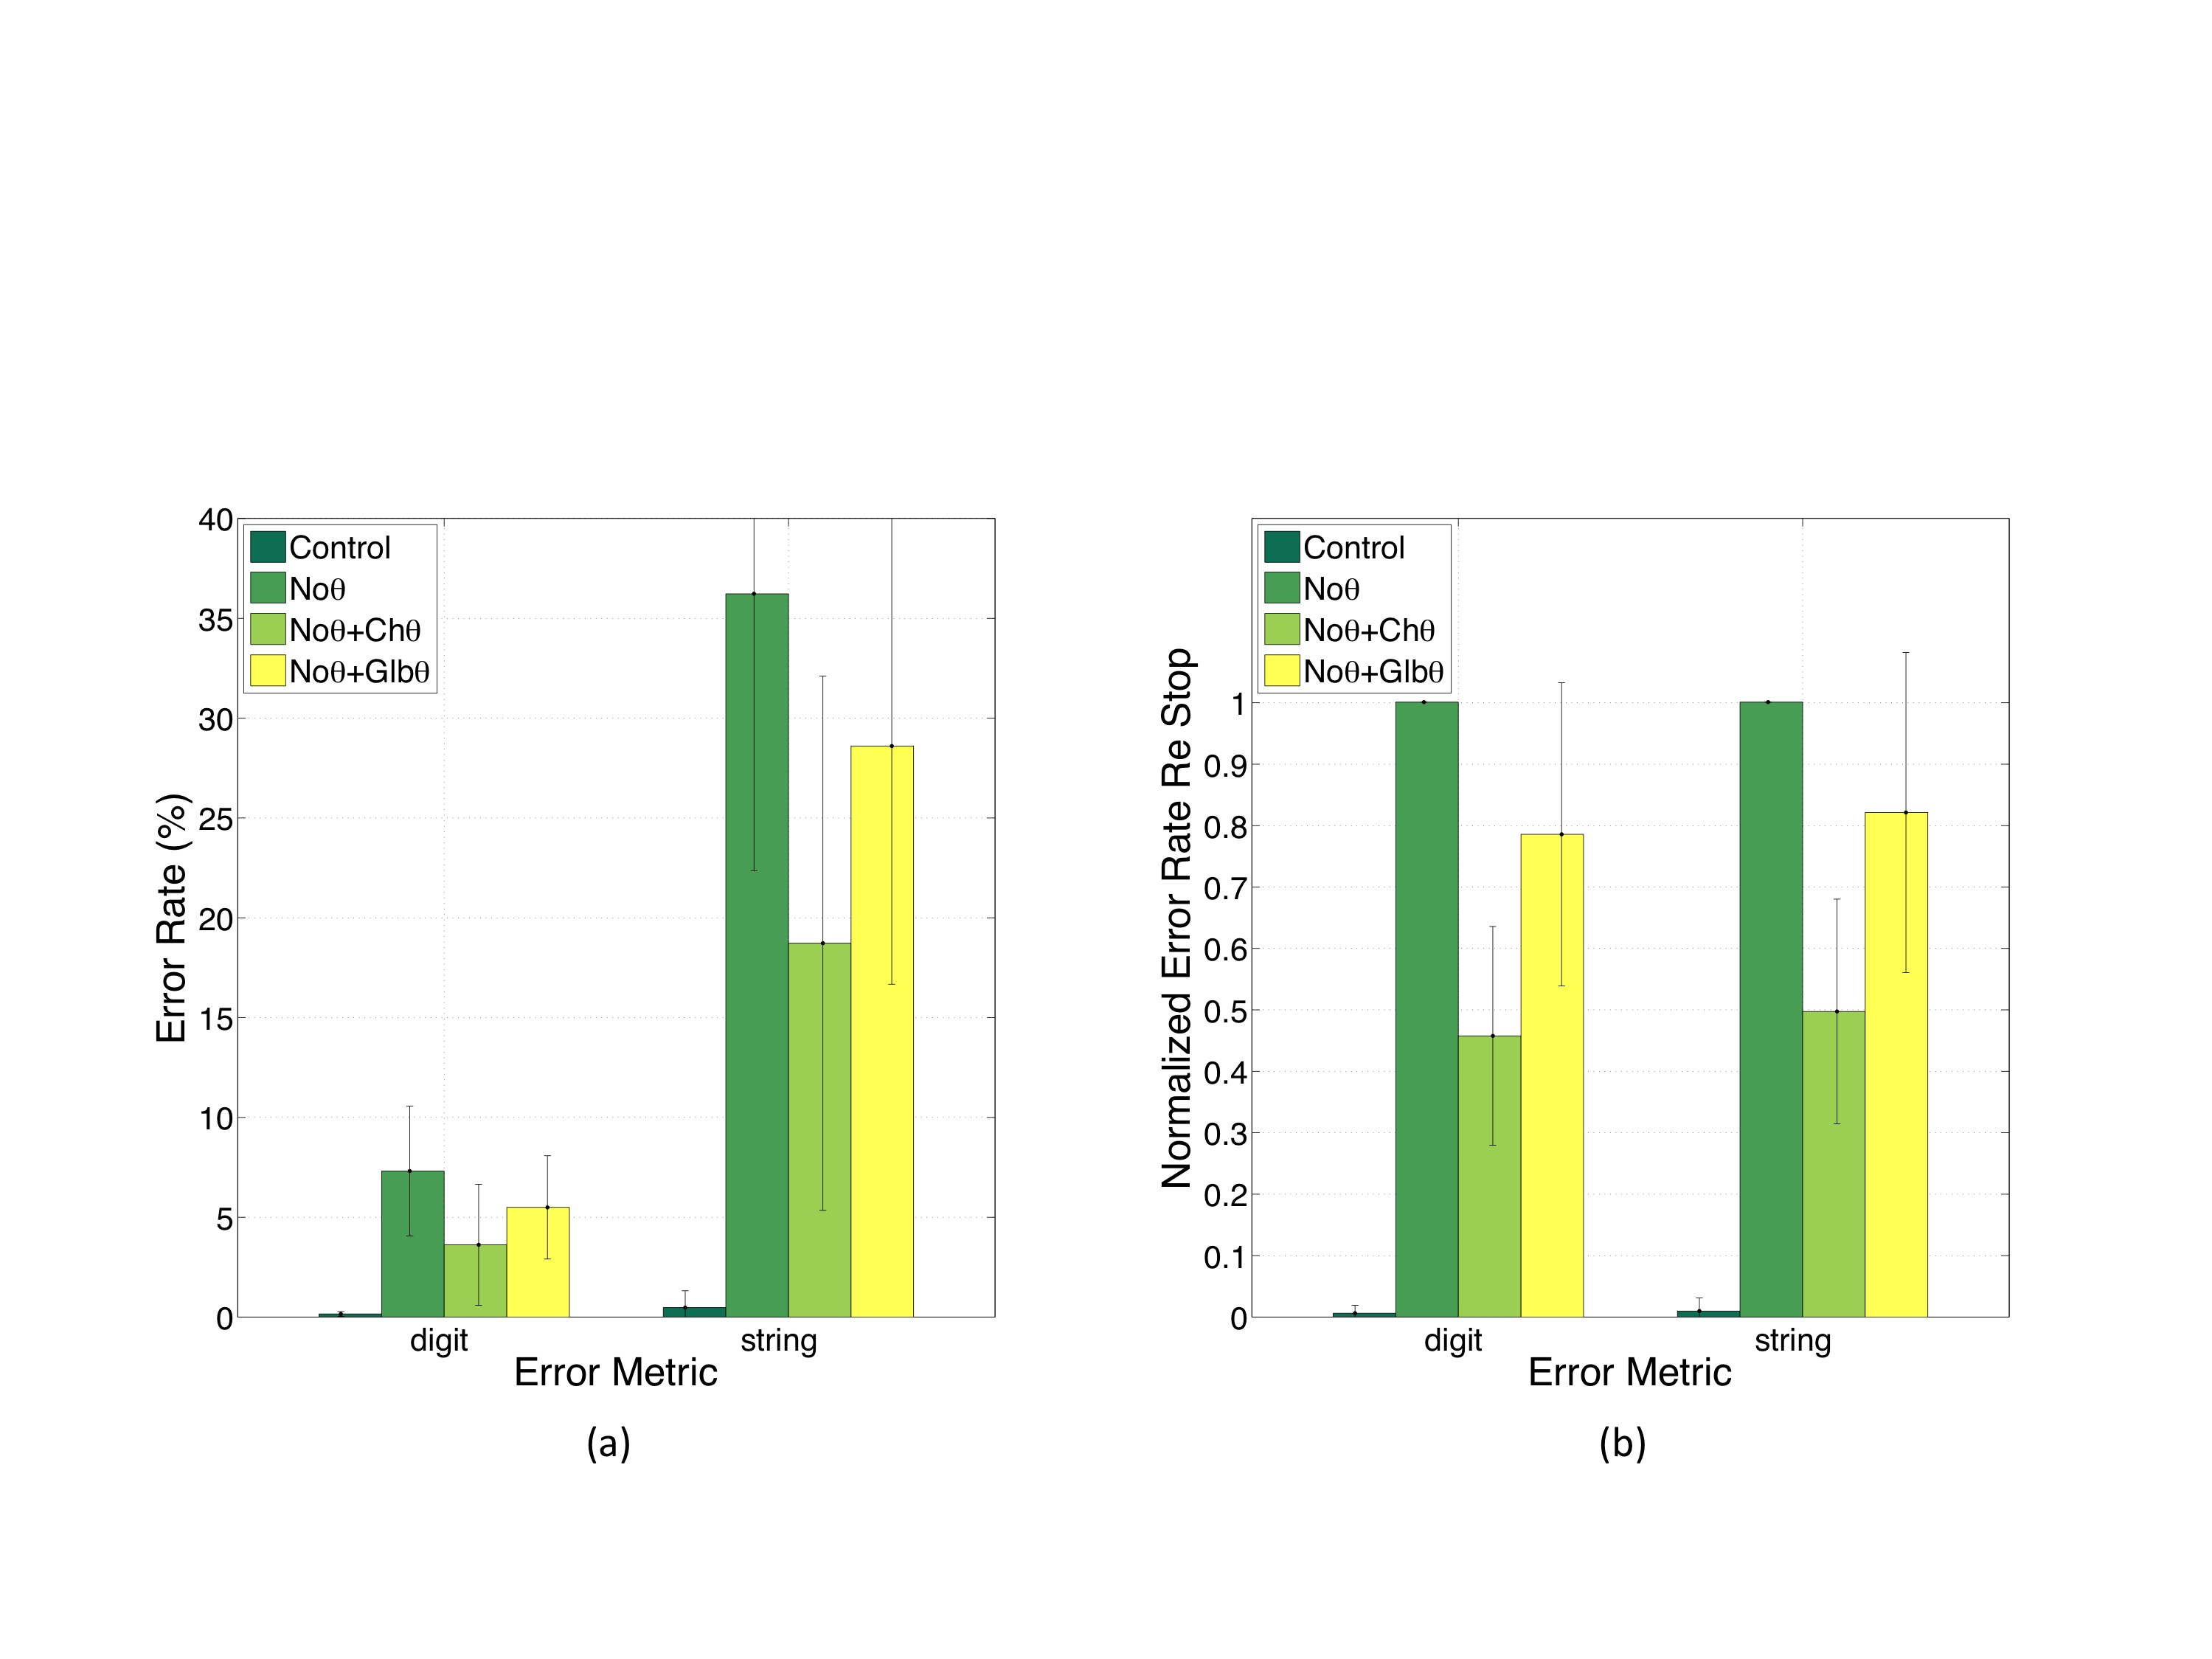 40
35
30
25
20
15
10
5
0
Error Rate (%)
Control
Noθ
Noθ+Chθ
Noθ+Glbθ
digit
string
Error Metric
(a)
1
0.9
0.8
0.7
0.6
0.5
0.4
0.3
0.2
0.1
0
Normalized Error Rate Re Stop
Control
Noθ
Noθ+Chθ
Noθ+Glbθ
digit
string
Error Metric
(b)